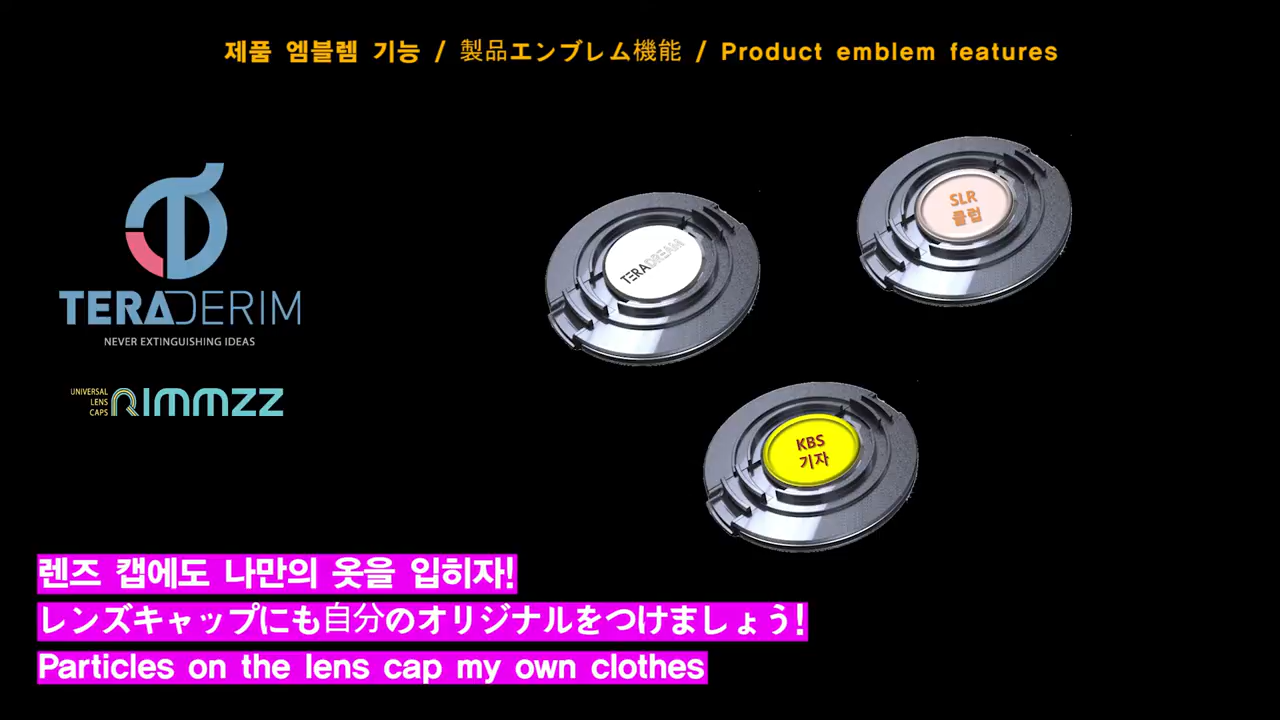 제품 엠블렘 기능 / 製品エンブレム機能 / Product emblem features
TERADERIM
NEVER EXTINGUISHING IDEAS
UNIVERSAL
LENS
CAPS
RIMMZZ
TERADREAM
SLR
클럽
KBS
기자
렌즈 캡에도 나만의 옷을 입히자!
レンズキャップにも自分のオリジナルをつけましょう!
Particles on the lens cap my own clothes